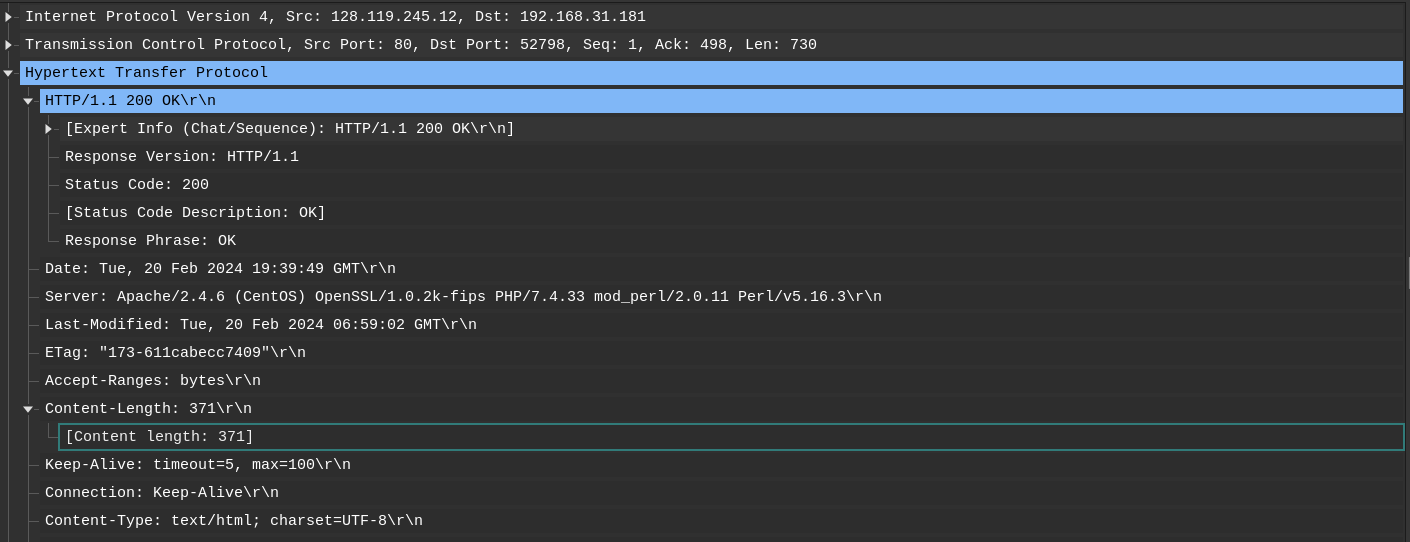 Internet Protocol Version 4, Src: 128.119.245.12, Dst: 192.168.31.181
Transmission Control Protocol, Src Port: 80, Dst Port: 52798, Seq: 1, Ack: 498, Len: 730
Hypertext Transfer Protocol
HTTP/1.1 200 OK\r\n
[Expert Info (Chat/Sequence): HTTP/1.1 200 OK\r\n]
Response Version: HTTP/1.1
Status Code: 200
[Status Code Description: OK]
Response Phrase: OK
Date: Tue, 20 Feb 2024 19:39:49 GMT\r\n
Server: Apache/2.4.6 (CentOS) OpenSSL/1.0.2k-fips PHP/7.4.33 mod_perl/2.0.11 Perl/v5.16.3\r\n
Last-Modified: Tue, 20 Feb 2024 06:59:02 GMT\r\n
ETag: "173-611cabecc7409"\r\n
Accept-Ranges: bytes\r\n
Content-Length: 371\r\n
[Content length: 371]
Keep-Alive: timeout=5, max=100\r\n
Connection: Keep-Alive\r\n
Content-Type: text/html; charset=UTF-8\r\n